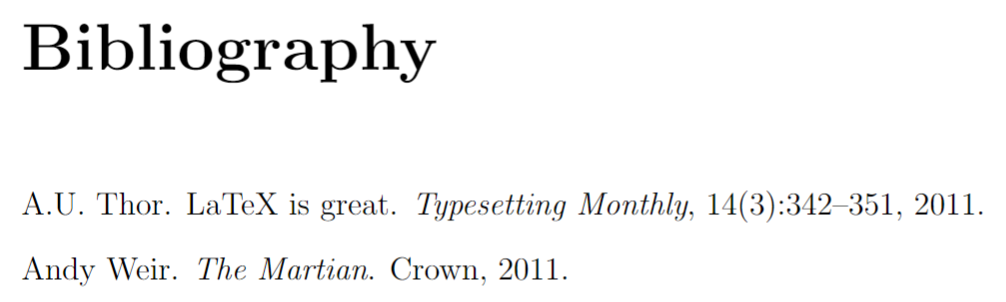 Bibliography
A.U. Thor. LaTeX is great. Typesetting Monthly, 14(3):342–351, 2011.
Andy Weir. The Martian. Crown, 2011.